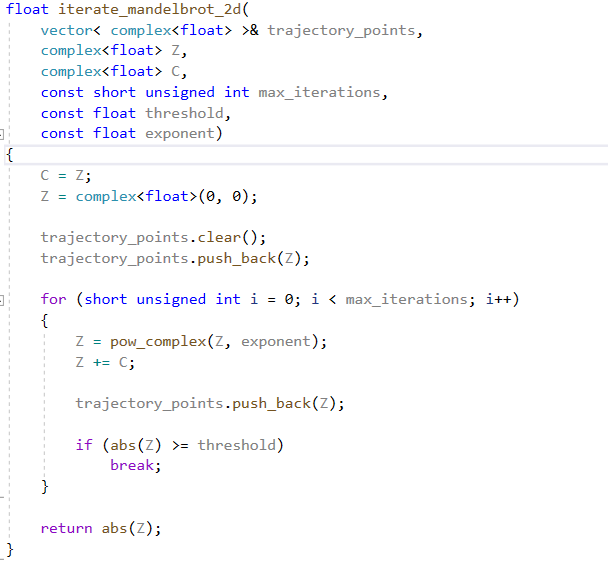 float iterate_mandelbrot_2d(
    vector< complex<float> >& trajectory_points,
    complex<float> Z,
    complex<float> C,
    const short unsigned int max_iterations,
    const float threshold,
    const float exponent)
{
    C = Z;
    Z = complex<float>(0, 0);

    trajectory_points.clear();
    trajectory_points.push_back(Z);

    for (short unsigned int i = 0; i < max_iterations; i++)
    {
        Z = pow_complex(Z, exponent);
        Z += C;

        trajectory_points.push_back(Z);

        if (abs(Z) >= threshold)
            break;
    }

    return abs(Z);
}